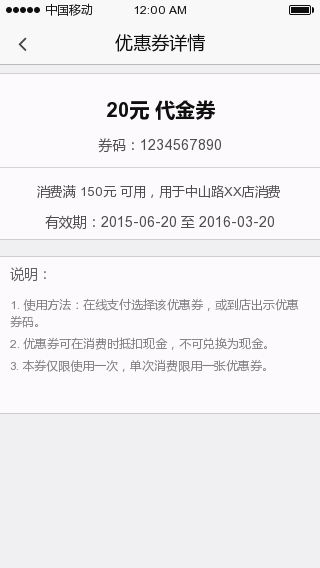 中国移动 12:00 AM
优惠券详情
20元 代金券
券码：1234567890
消费满 150元 可用，用于中山路XX店消费
有效期：2015-06-20 至 2016-03-20
说明：
1. 使用方法：在线支付选择该优惠券，或到店出示优惠
券码。
2. 优惠券可在消费时抵扣现金，不可兑换为现金。
3. 本券仅限使用一次，单次消费限用一张优惠券。